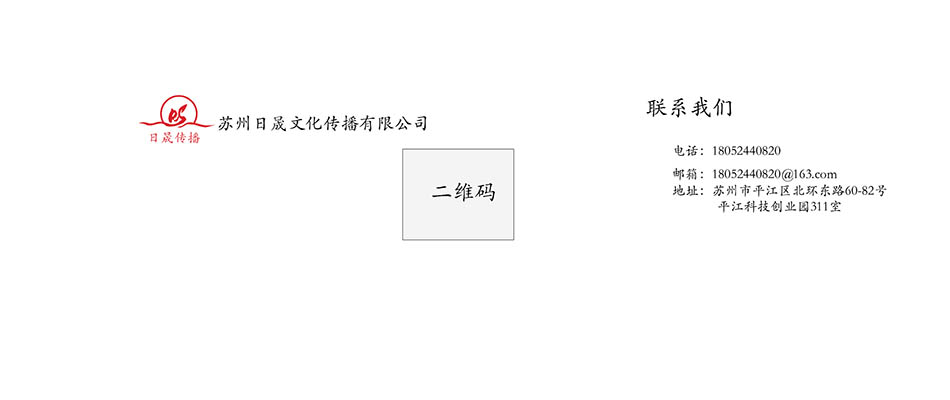 日晟传播
苏州日晟文化传播有限公司
二维码
联系我们
电话：18052440820
邮箱：18052440820@163.com
地址：苏州市平江区北环东路60-82号
平江科技创业园311室